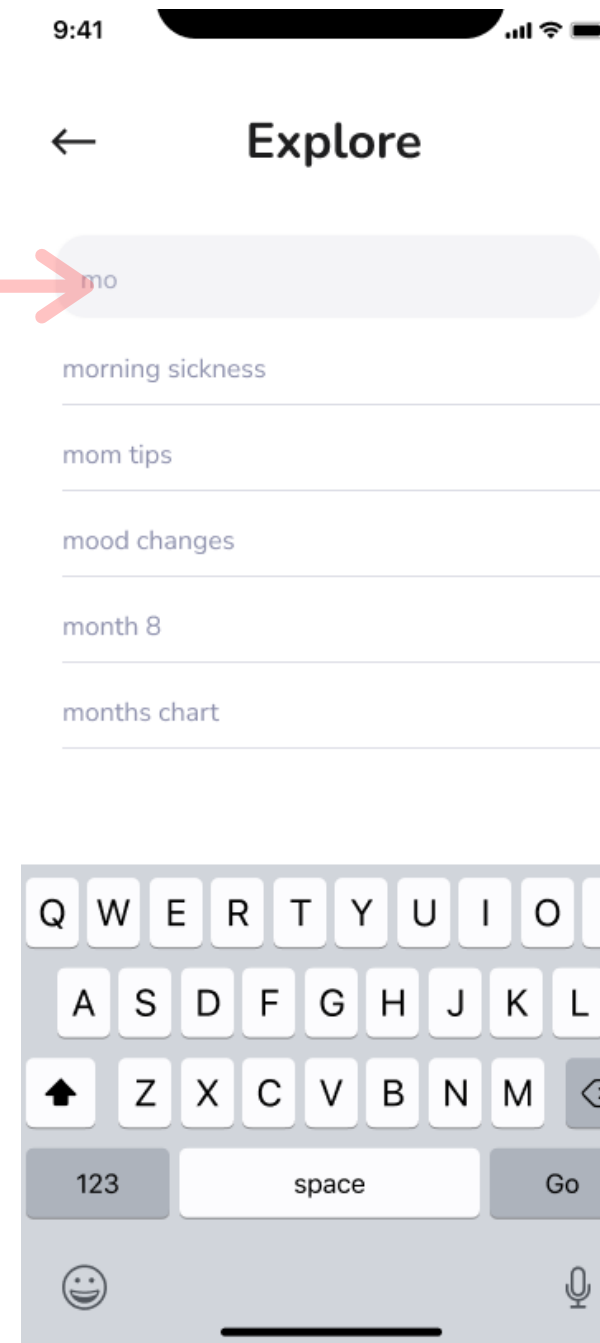 9:41
Explore
mo
morning sickness
mom tips
mood changes
month 8
months chart
Q W E R T Y U I O
A S D F G H J K L
Z X C V B N M
123 space Go